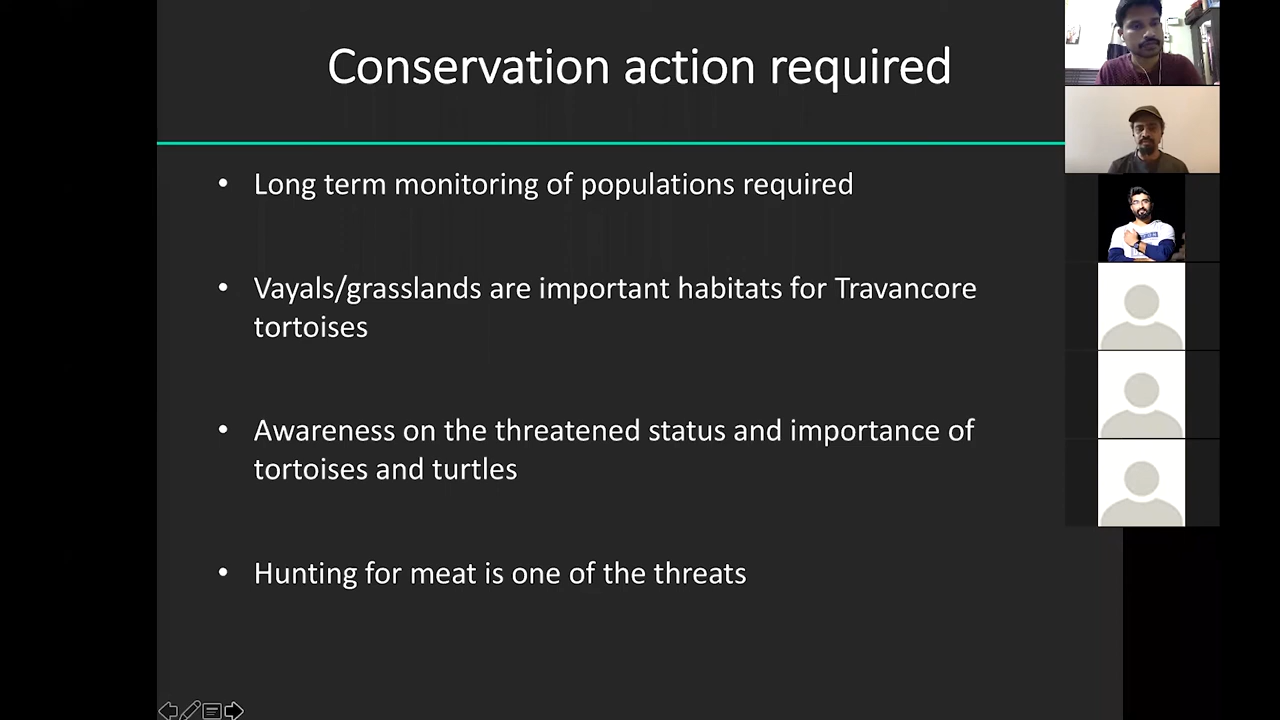 Conservation action required
• Long term monitoring of populations required
• Vayals/grasslands are important habitats for Travancore
tortoises
• Awareness on the threatened status and importance of
tortoises and turtles
• Hunting for meat is one of the threats